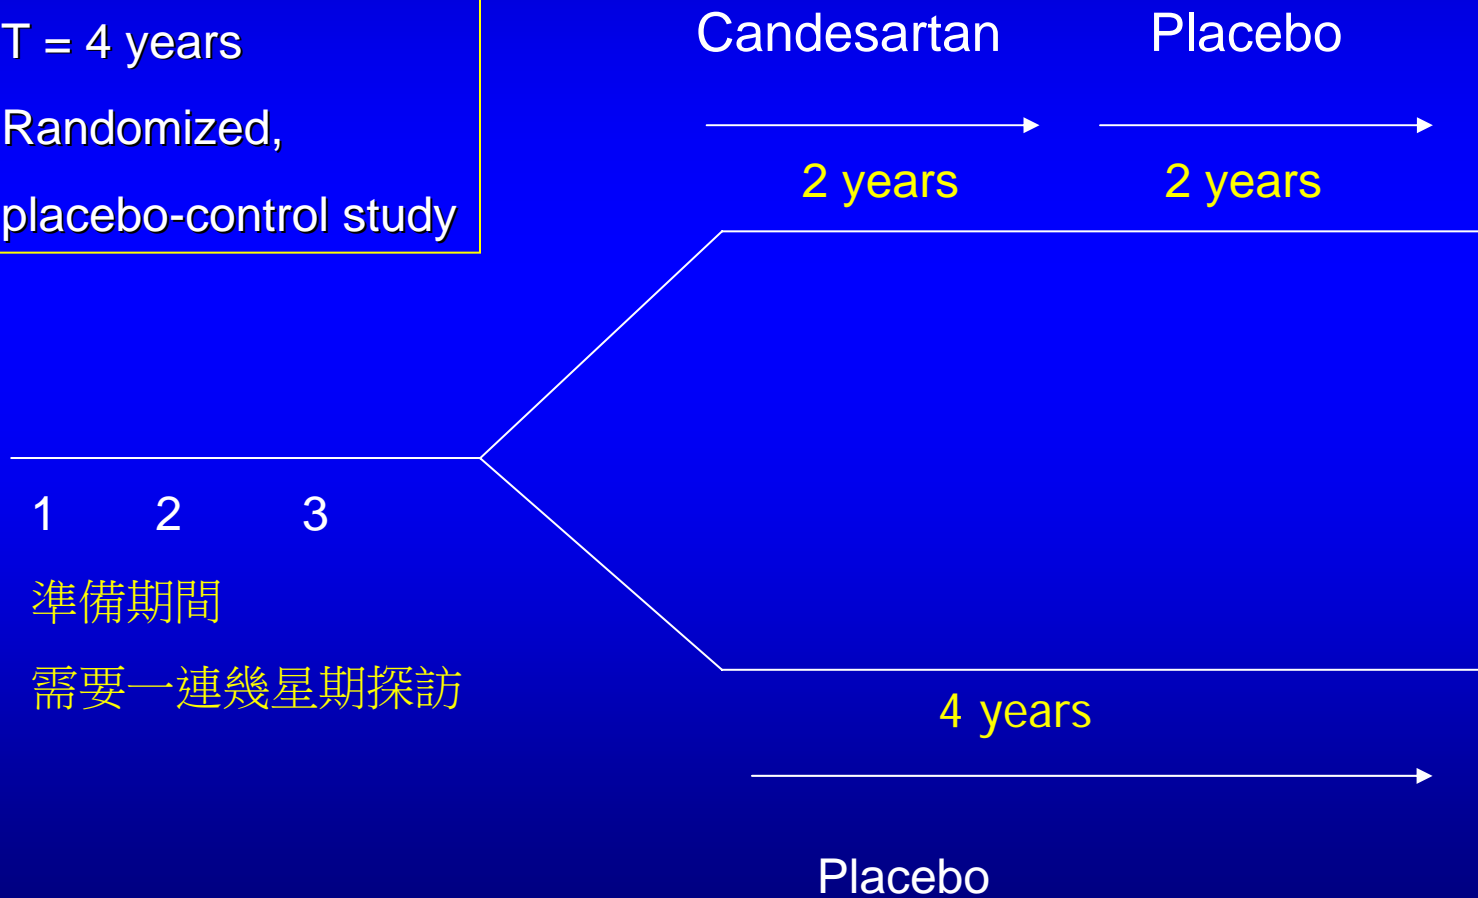 T = 4 years
Randomized,
placebo-control study
Candesartan Placebo
2 years 2 years
1 2 3
準備期間
需要一連幾星期探訪
4 years
Placebo